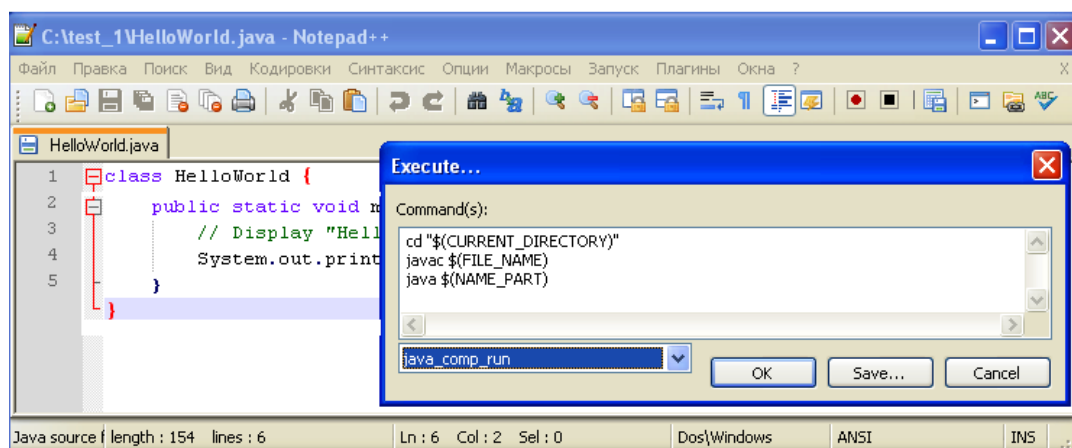 C:\test_1\HelloWorld.java - Notepad++
Файл Правка Поиск Вид Кодировки Синтаксис Опции Макросы Запуск Плагины Окна ? X
HelloWorld.java
1 class HelloWorld {
2 public static void m
3 // Display "Hell
4 System.out.print
5 }
}
Execute...
Command(s):
cd "$(CURRENT_DIRECTORY)"
javac $(FILE_NAME)
java $(NAME_PART)
java_comp_run
OK Save... Cancel
Java source f length : 154 lines : 6 Ln : 6 Col : 2 Sel : 0 Dos\Windows ANSI INS